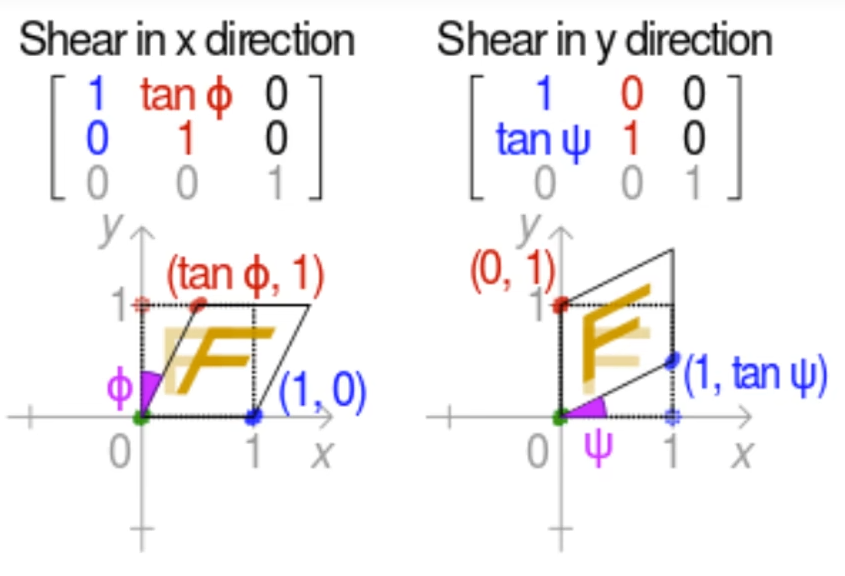 Shear in x direction
1 tan ϕ 0
0 1 0
0 0 1
y
(tan ϕ, 1)
1
F
ϕ
(1, 0)
0 1 x
Shear in y direction
1 0 0
tan ψ 1 0
0 0 1
y
(0, 1)
1
F
(1, tan ψ)
0 ψ 1 x